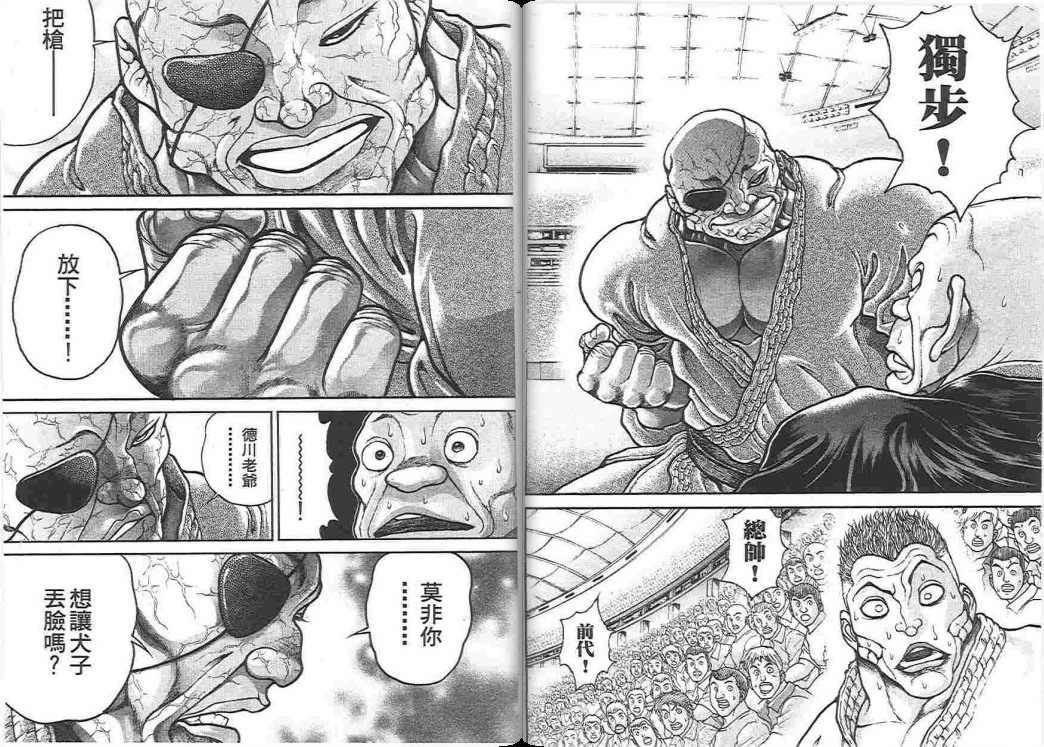 獨步！
總帥！
前代！
把槍——
放下……！
～～～～！
德川老爺
…………
莫非你
…………
想讓犬子
丟臉嗎？